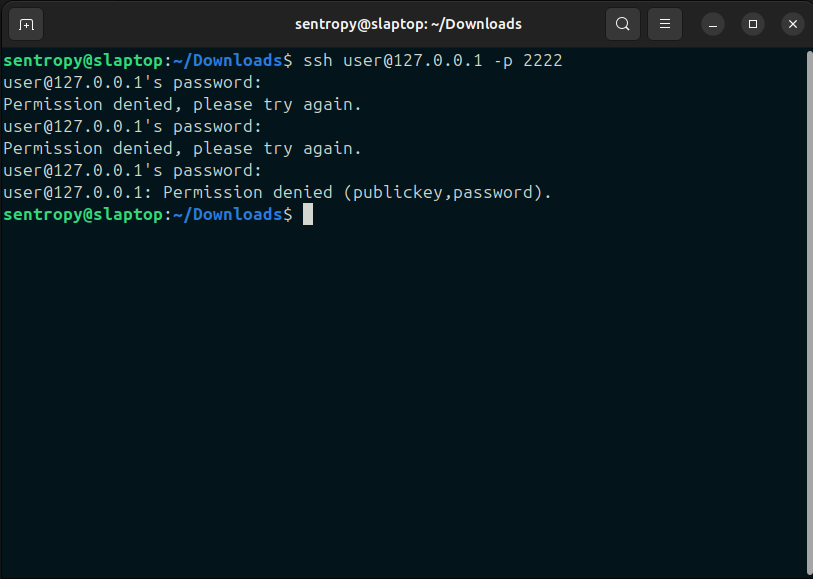 sentropy@slaptop: ~/Downloads
sentropy@slaptop:~/Downloads$ ssh user@127.0.0.1 -p 2222
user@127.0.0.1's password:
Permission denied, please try again.
user@127.0.0.1's password:
Permission denied, please try again.
user@127.0.0.1's password:
user@127.0.0.1: Permission denied (publickey,password).
sentropy@slaptop:~/Downloads$